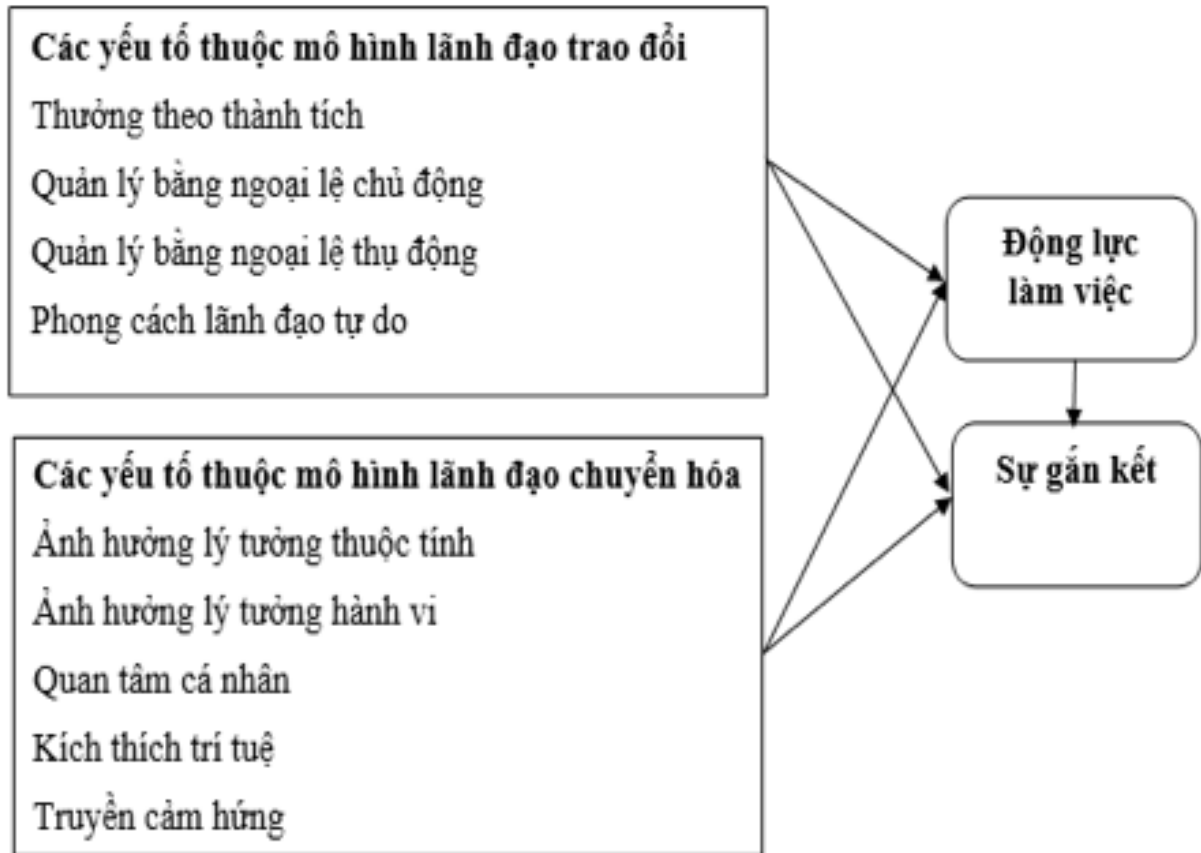 Các yếu tố thuộc mô hình lãnh đạo trao đổi
Thưởng theo thành tích
Quản lý bằng ngoại lệ chủ động
Quản lý bằng ngoại lệ thụ động
Phong cách lãnh đạo tự do
Động lực
làm việc
Sự gắn kết
Các yếu tố thuộc mô hình lãnh đạo chuyển hóa
Ảnh hưởng lý tưởng thuộc tính
Ảnh hưởng lý tưởng hành vi
Quan tâm cá nhân
Kích thích trí tuệ
Truyền cảm hứng